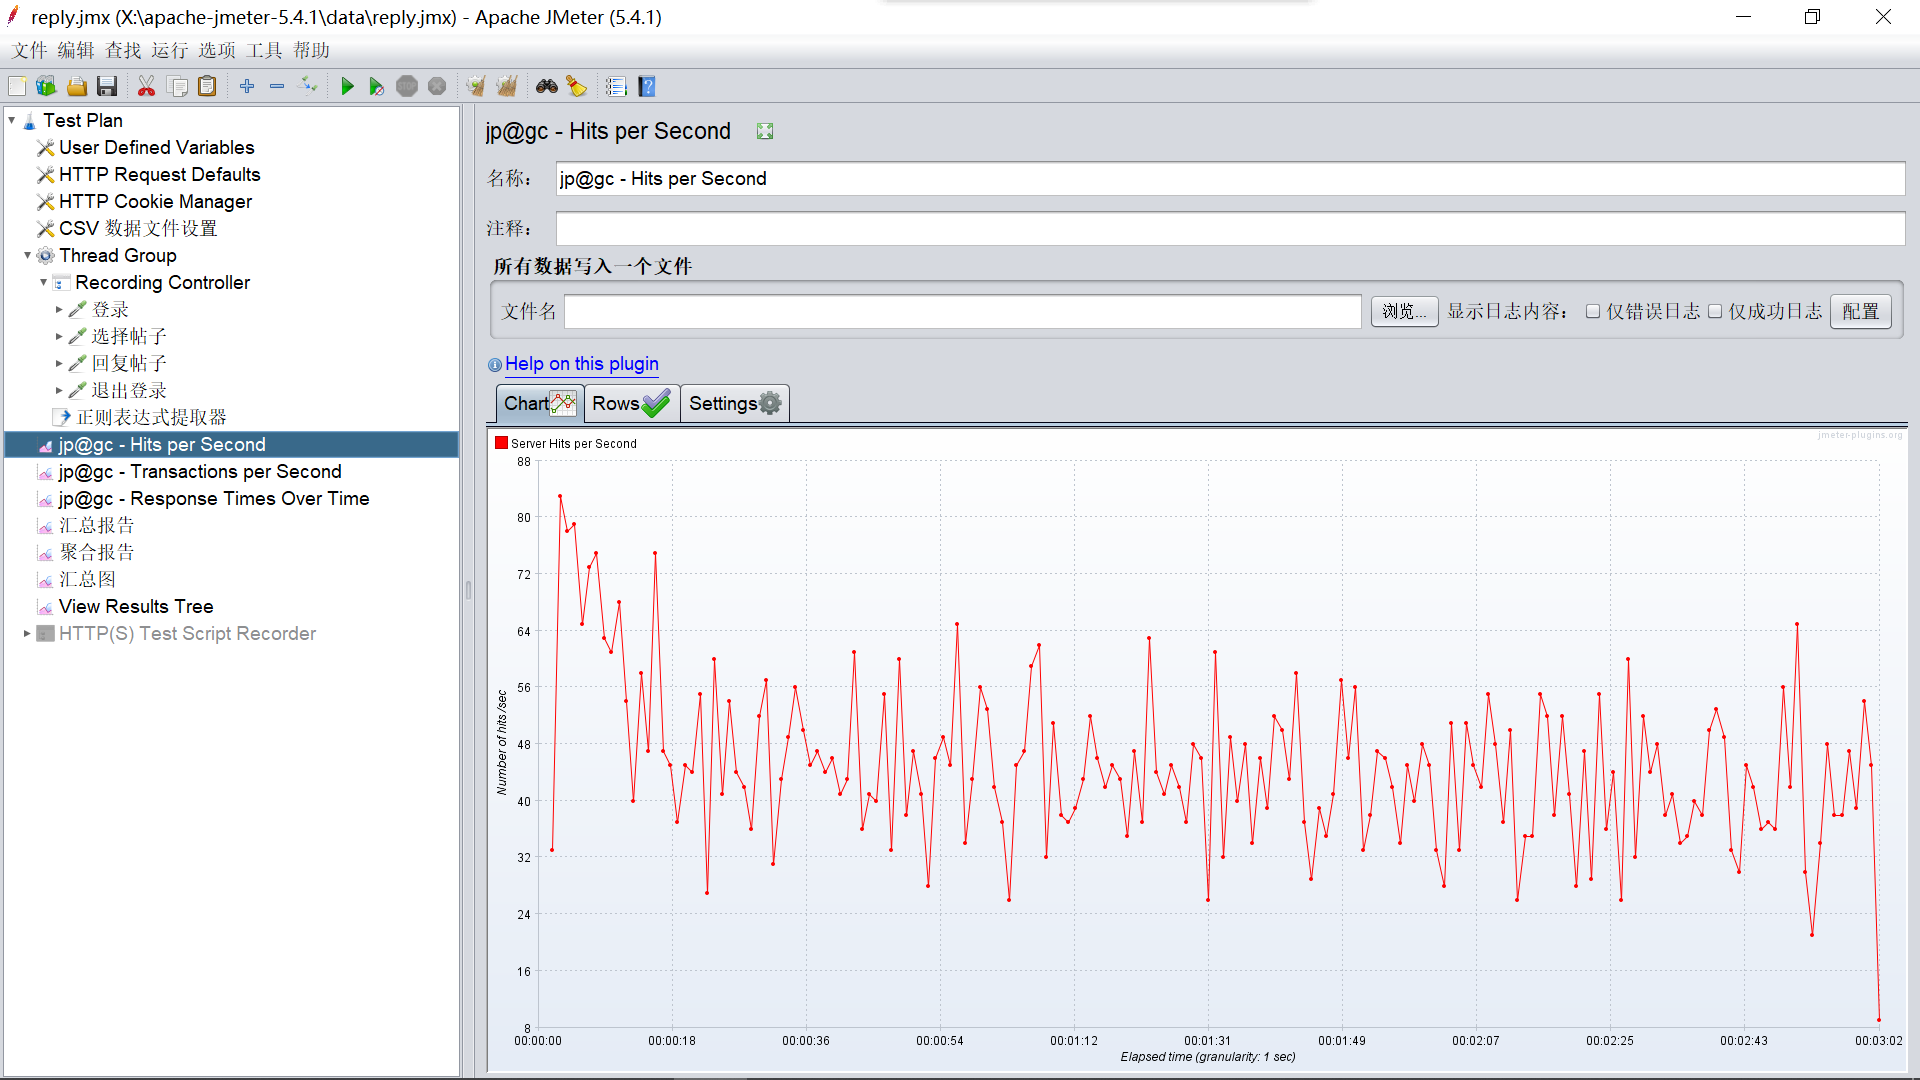 reply.jmx (X:\apache-jmeter-5.4.1\data\reply.jmx) - Apache JMeter (5.4.1)
文件 编辑 查找 运行 选项 工具 帮助
STOP
Test Plan
User Defined Variables
HTTP Request Defaults
HTTP Cookie Manager
CSV 数据文件设置
Thread Group
Recording Controller
登录
选择帖子
回复帖子
退出登录
正则表达式提取器
jp@gc - Hits per Second
jp@gc - Transactions per Second
jp@gc - Response Times Over Time
汇总报告
聚合报告
汇总图
View Results Tree
HTTP(S) Test Script Recorder
jp@gc - Hits per Second
名称： jp@gc - Hits per Second
注释：
所有数据写入一个文件
文件名 浏览... 显示日志内容： 仅错误日志 仅成功日志 配置
Help on this plugin
Chart Rows Settings
Server Hits per Second
jmeter-plugins.org
88
80
72
64
56
48
40
32
24
16
8
Number of hits /sec
00:00:00 00:00:18 00:00:36 00:00:54 00:01:12 00:01:31 00:01:49 00:02:07 00:02:25 00:02:43 00:03:02
Elapsed time (granularity: 1 sec)